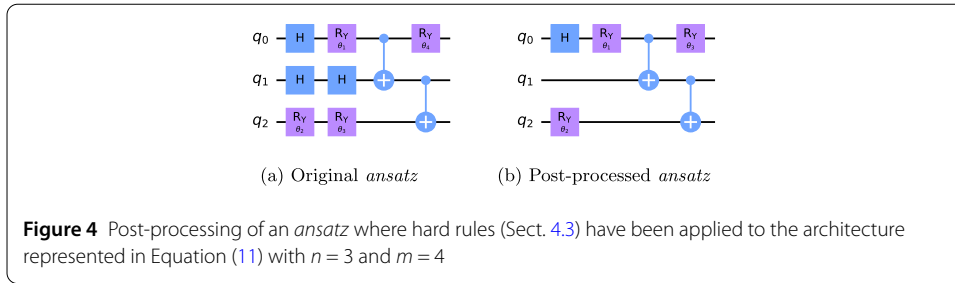 q0 H RY θ1 RY θ4 q0 H RY θ1 RY θ3
q1 H H q1
q2 RY θ2 RY θ3 q2 RY θ2
(a) Original ansatz (b) Post-processed ansatz
Figure 4 Post-processing of an ansatz where hard rules (Sect. 4.3) have been applied to the architecture
represented in Equation (11) with n = 3 and m = 4